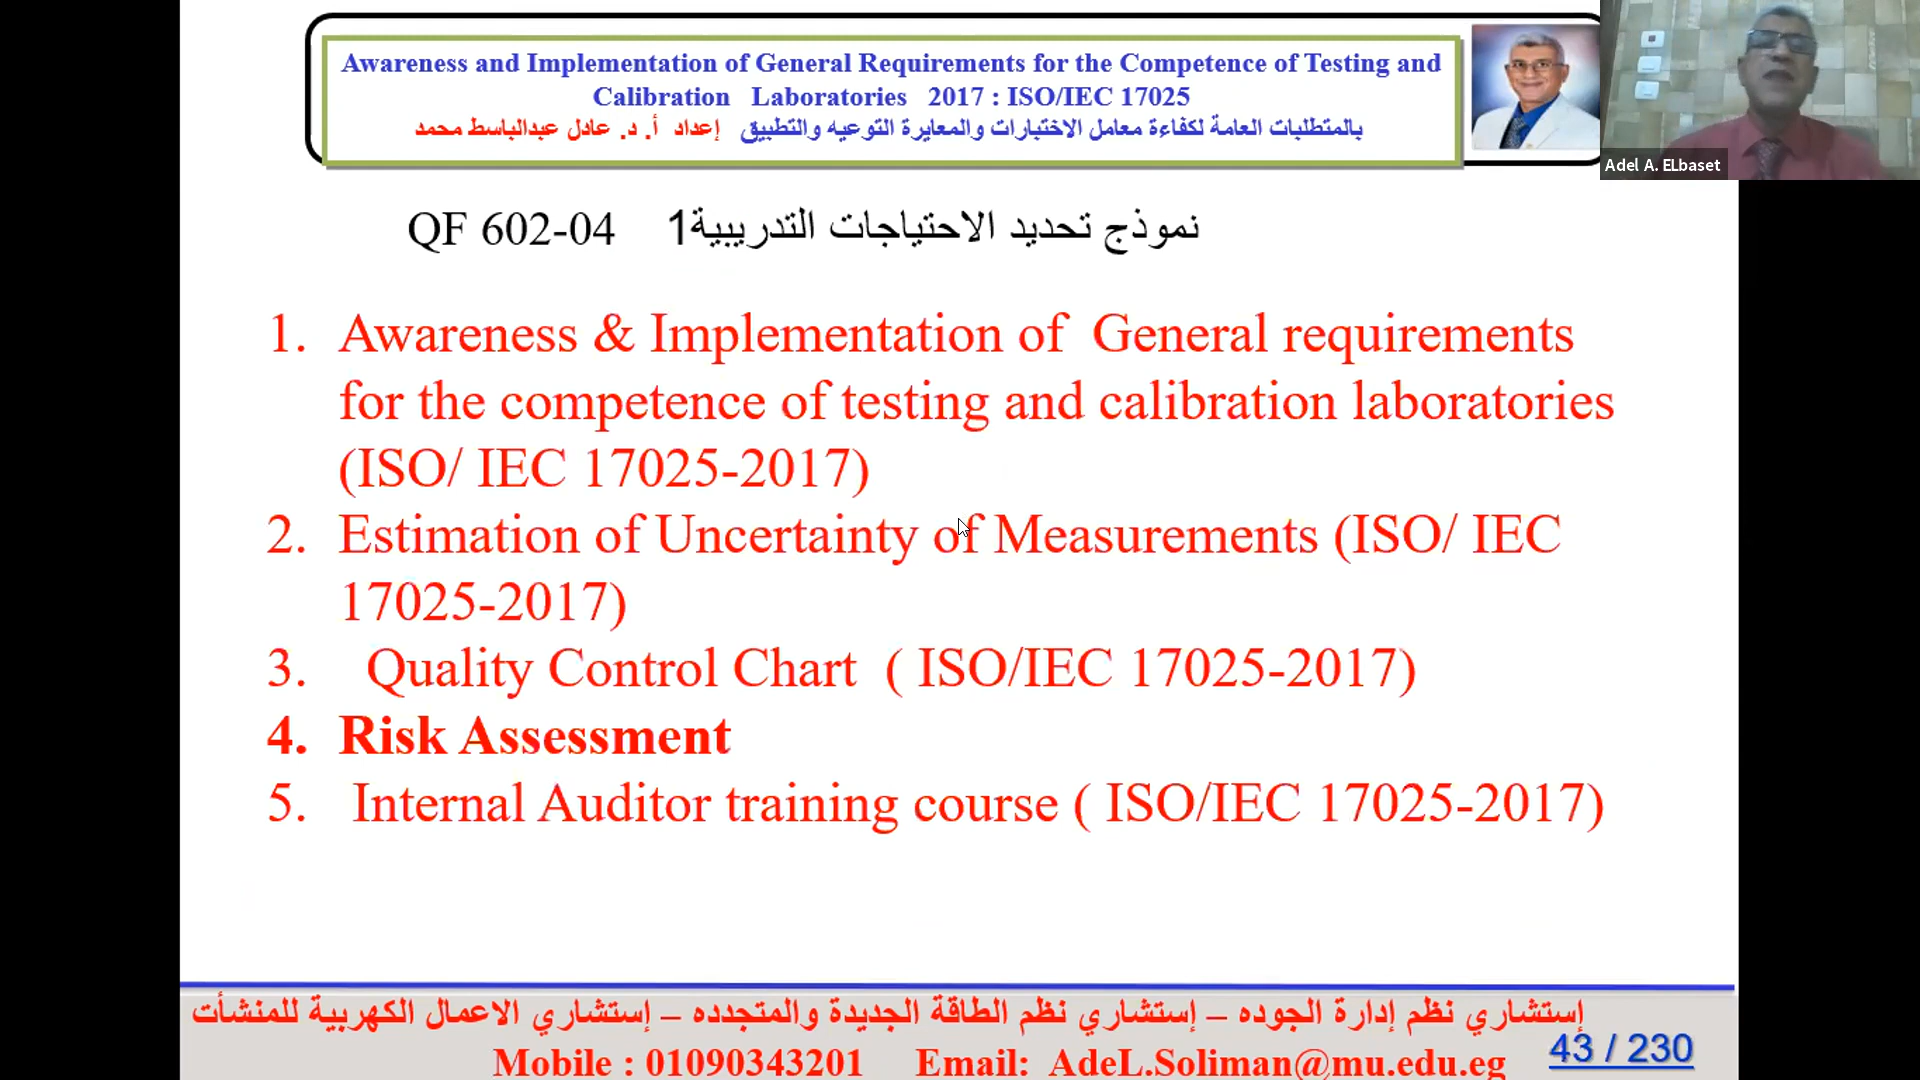 Awareness and Implementation of General Requirements for the Competence of Testing and
Calibration Laboratories 2017 : ISO/IEC 17025
بالمتطلبات العامة لكفاءة معامل الاختبارات والمعايرة التوعيه والتطبيق إعداد أ. د. عادل عبدالباسط محمد
Adel A. ELbaset
QF 602-04 نموذج تحديد الاحتياجات التدريبية1
1. Awareness & Implementation of General requirements
for the competence of testing and calibration laboratories
(ISO/ IEC 17025-2017)
2. Estimation of Uncertainty of Measurements (ISO/ IEC
17025-2017)
3. Quality Control Chart ( ISO/IEC 17025-2017)
4. Risk Assessment
5. Internal Auditor training course ( ISO/IEC 17025-2017)
إستشاري نظم إدارة الجوده – إستشاري نظم الطاقة الجديدة والمتجدده – إستشاري الاعمال الكهربية للمنشأت
Mobile : 01090343201 Email: AdeL.Soliman@mu.edu.eg
43 / 230